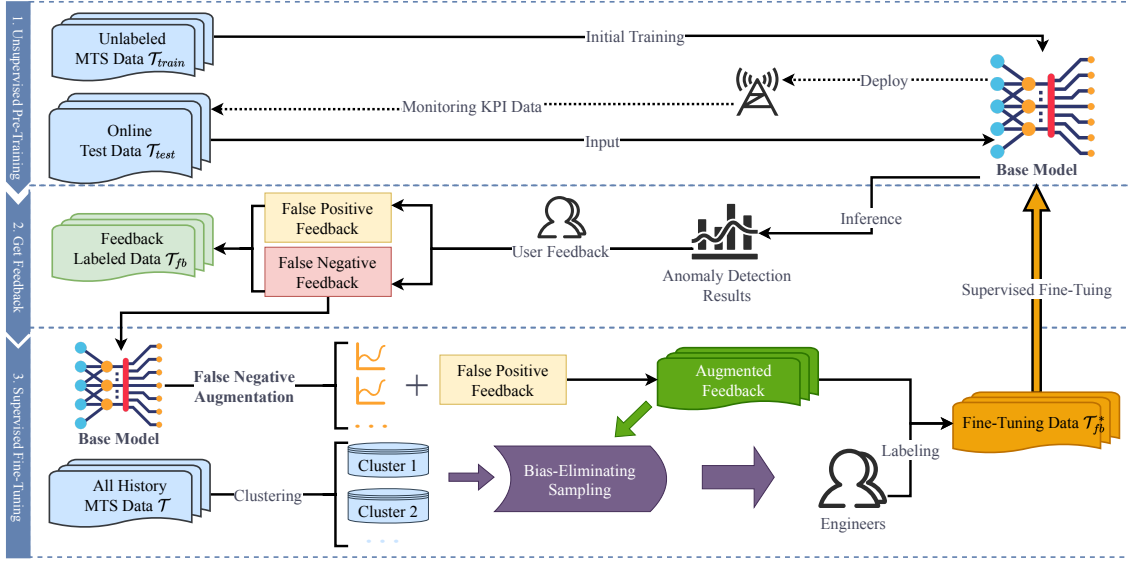 1. Unsupervised Pre-Training
Unlabeled
MTS Data 𝒯train
Initial Training
Deploy
Monitoring KPI Data
Online
Test Data 𝒯test
Input
Base Model
2. Get Feedback
Feedback
Labeled Data 𝒯fb
False Positive
Feedback
False Negative
Feedback
User Feedback
Anomaly Detection
Results
Inference
Supervised Fine-Tuing
3. Supervised Fine-Tuning
Base Model
False Negative
Augmentation
False Positive
Feedback
Augmented
Feedback
Labeling
Fine-Tuning Data 𝒯*fb
All History
MTS Data 𝒯
Clustering
Cluster 1
Cluster 2
Bias-Eliminating
Sampling
Engineers